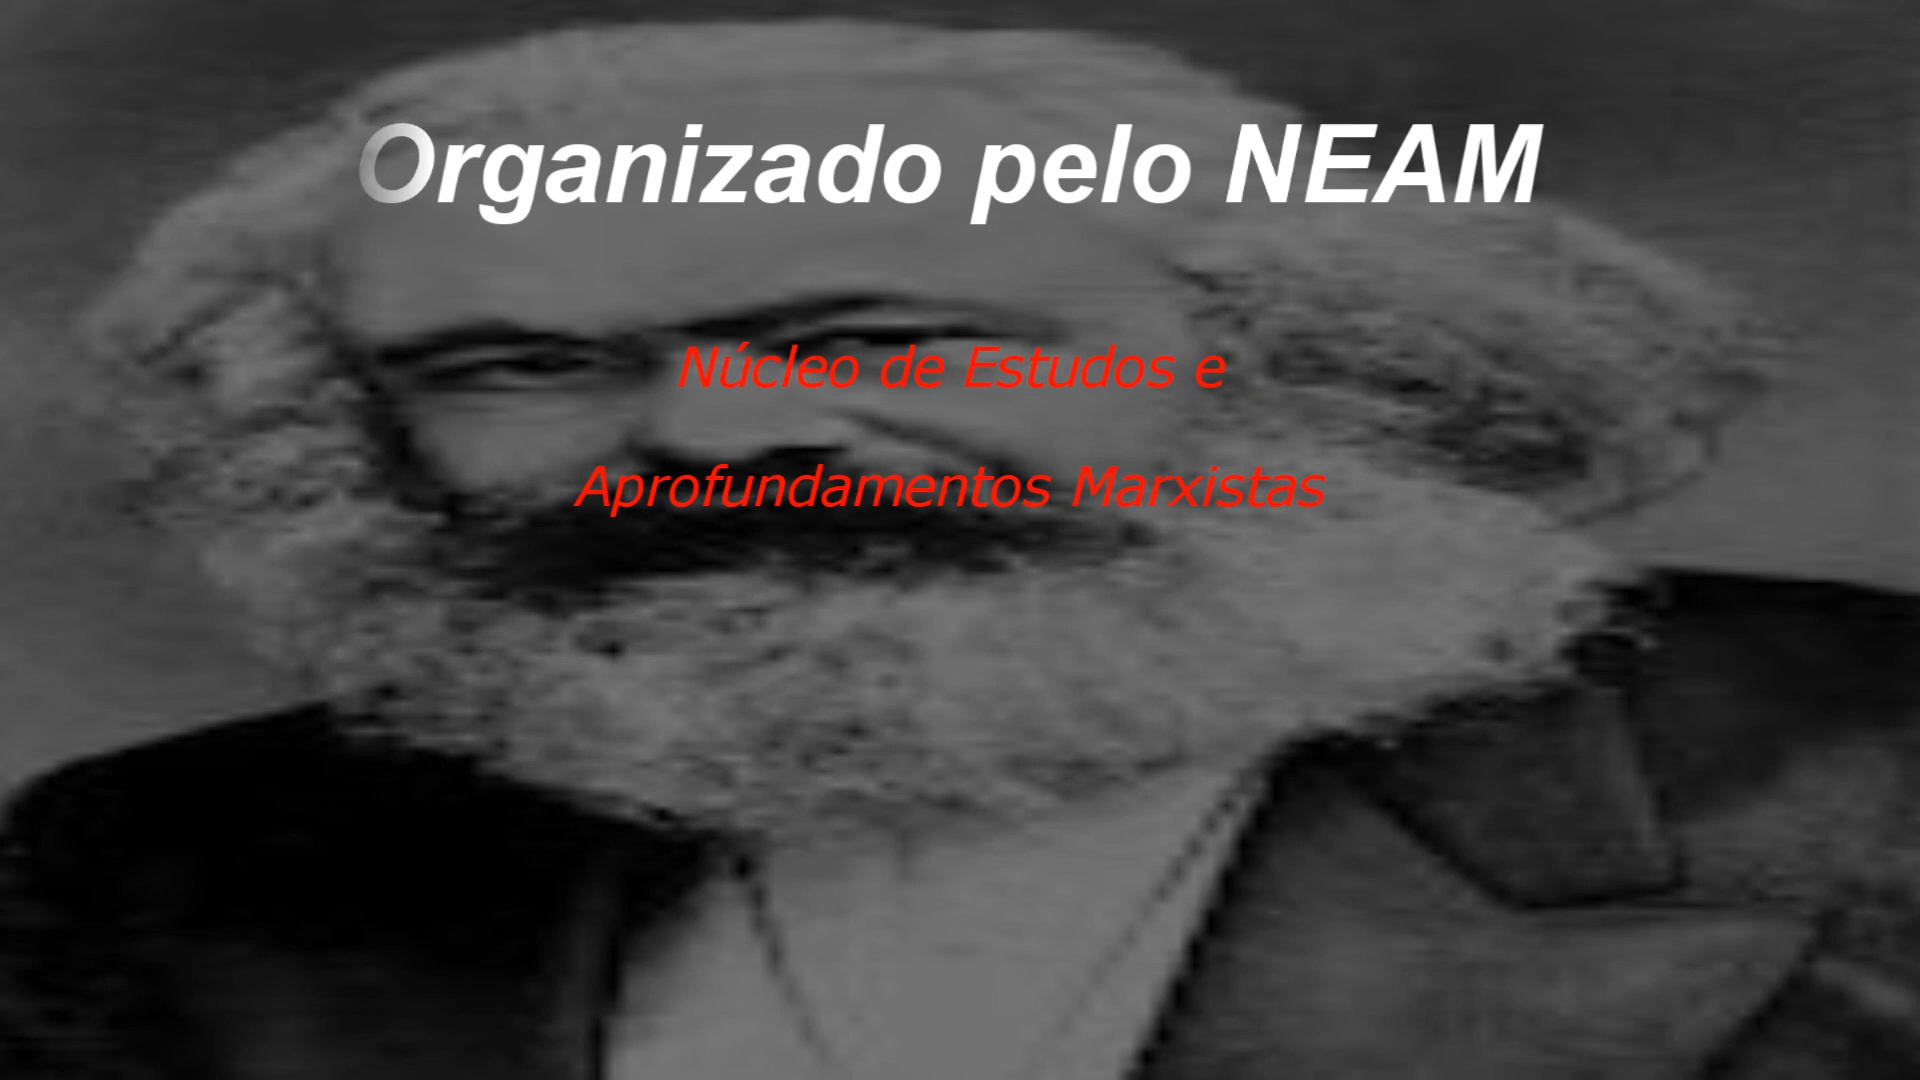 Organizado pelo NEAM
Núcleo de Estudos e
Aprofundamentos Marxistas